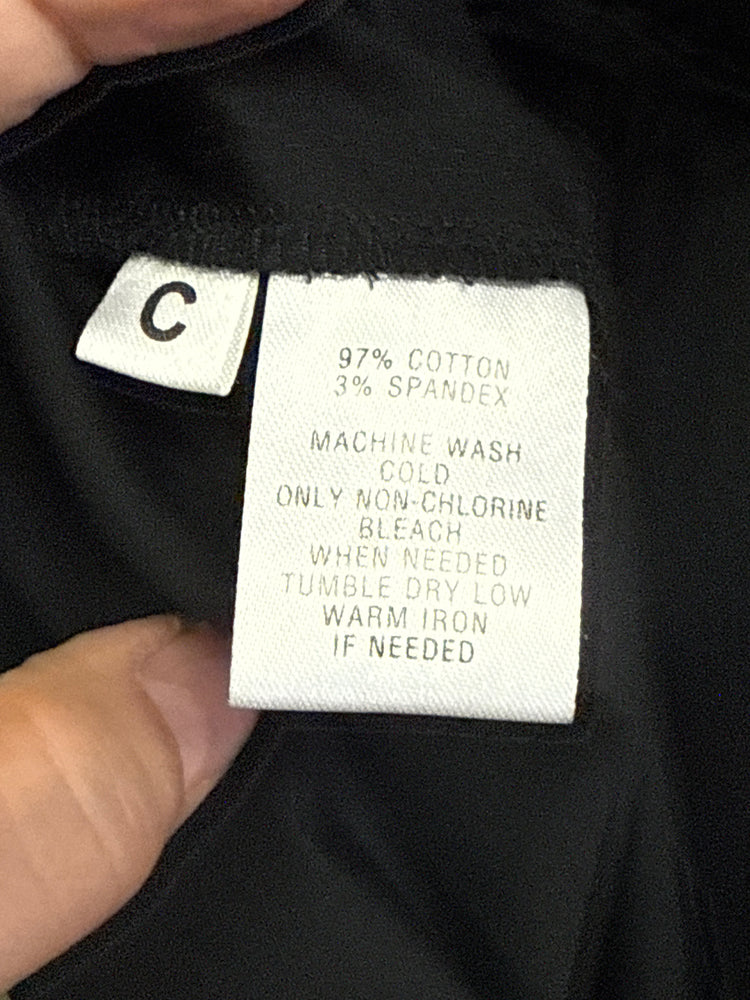 C
97% COTTON
3% SPANDEX
MACHINE WASH
COLD
ONLY NON-CHLORINE
BLEACH
WHEN NEEDED
TUMBLE DRY LOW
WARM IRON
IF NEEDED